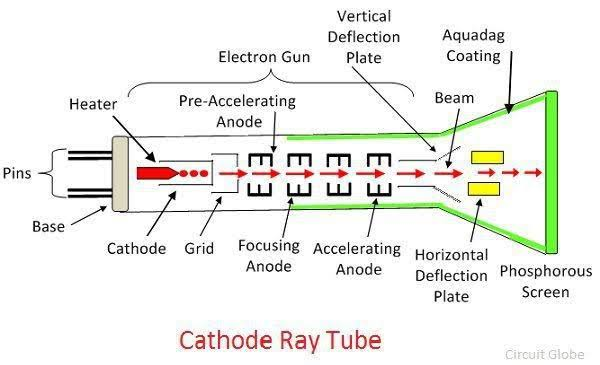 Vertical
Deflection
Plate
Aquadag
Coating
Electron Gun
Heater
Pre-Accelerating
Anode
Beam
Pins
Base
Cathode
Grid
Focusing
Anode
Accelerating
Anode
Horizontal
Deflection
Plate
Phosphorous
Screen
Cathode Ray Tube
Circuit Globe